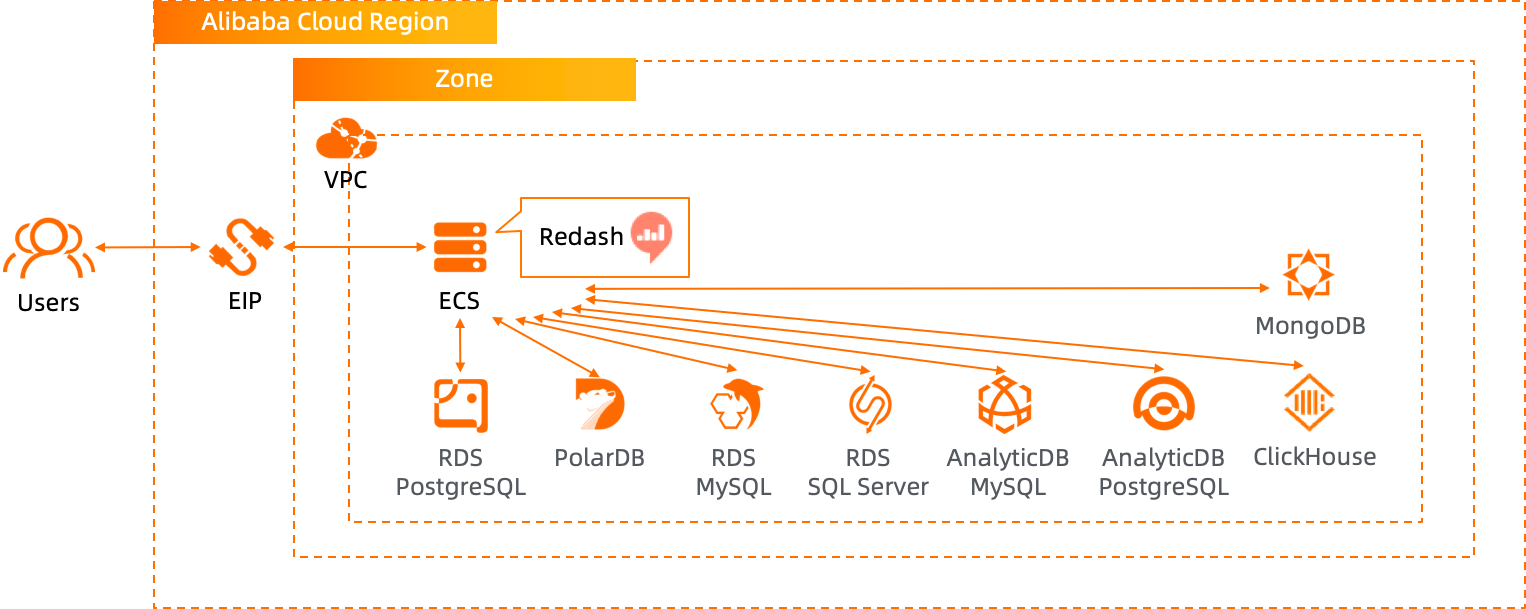 Alibaba Cloud Region
Zone
VPC
Redash
Users
EIP
ECS
MongoDB
RDS
PostgreSQL
PolarDB
RDS
MySQL
RDS
SQL Server
AnalyticDB
MySQL
AnalyticDB
PostgreSQL
ClickHouse